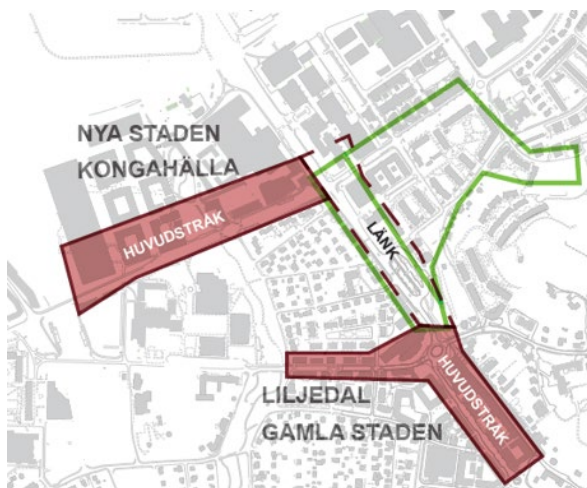 NYA STADEN
KONGAHÄLLA
HUVUDSTRÅK
LÄNK
LILJEDAL
GAMLA STADEN
HUVUDSTRÅK